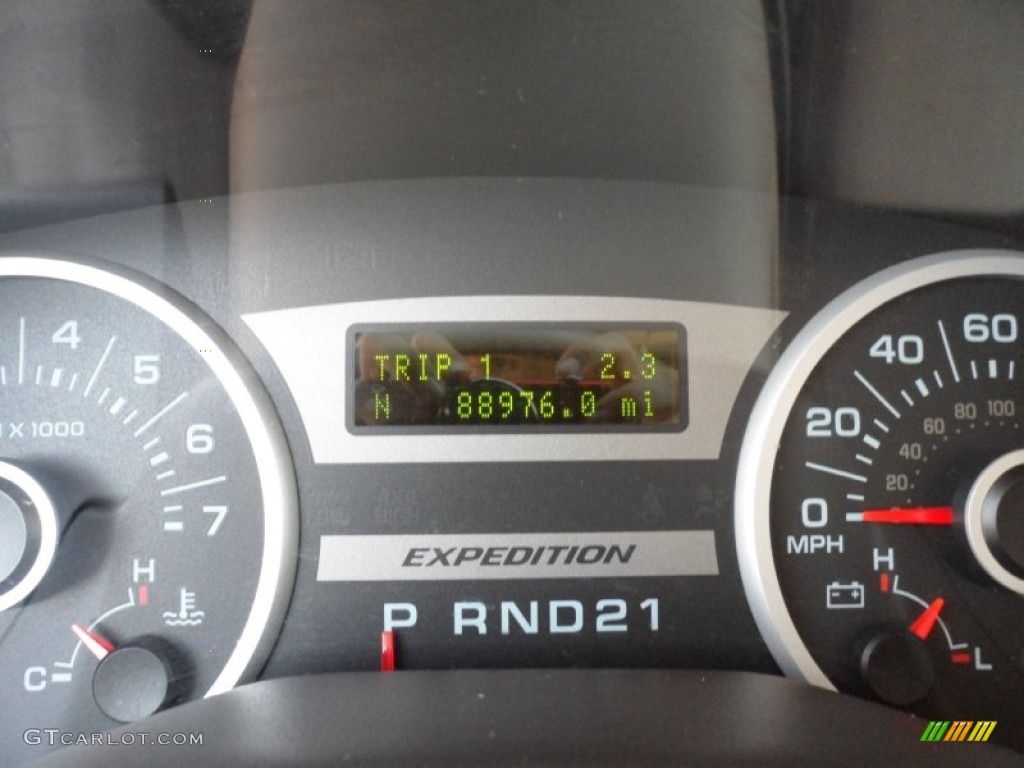 TRIP 1 2.3
N 88976.0 mi
4
5
6
7
X 1000
H
C
EXPEDITION
P RND21
0
20
40
60
MPH
20
40
60
80
100
H
L
GTCARLOT.COM